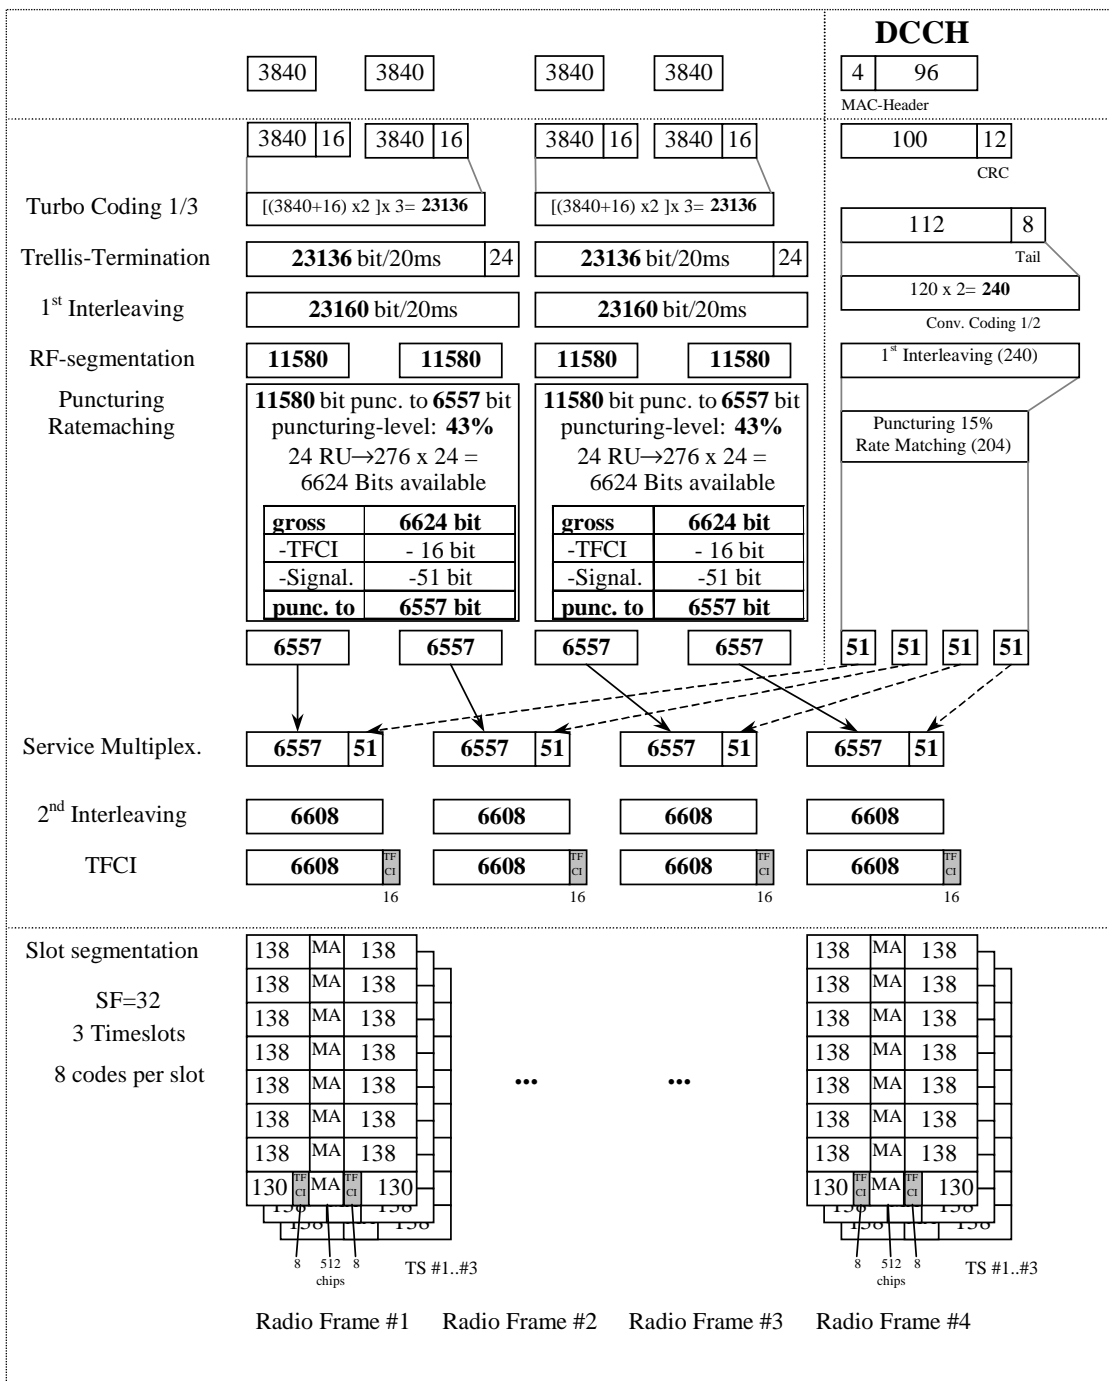 DCCH
3840 3840 3840 3840 4 96
MAC-Header
3840 16 3840 16 3840 16 3840 16 100 12
CRC
Turbo Coding 1/3 [(3840+16) x2 ]x 3= 23136 [(3840+16) x2 ]x 3= 23136
112 8
Tail
Trellis-Termination 23136 bit/20ms 24 23136 bit/20ms 24
120 x 2= 240
Conv. Coding 1/2
1st Interleaving 23160 bit/20ms 23160 bit/20ms
RF-segmentation 11580 11580 11580 11580 1st Interleaving (240)
Puncturing
Ratemaching
11580 bit punc. to 6557 bit
puncturing-level: 43%
24 RU→276 x 24 =
6624 Bits available
gross 6624 bit
-TFCI - 16 bit
-Signal. -51 bit
punc. to 6557 bit
11580 bit punc. to 6557 bit
puncturing-level: 43%
24 RU→276 x 24 =
6624 Bits available
gross 6624 bit
-TFCI - 16 bit
-Signal. -51 bit
punc. to 6557 bit
Puncturing 15%
Rate Matching (204)
6557 6557 6557 6557 51 51 51 51
Service Multiplex. 6557 51 6557 51 6557 51 6557 51
2nd Interleaving 6608 6608 6608 6608
TFCI 6608 TF CI 6608 TF CI 6608 TF CI 6608 TF CI
16 16 16 16
Slot segmentation
SF=32
3 Timeslots
8 codes per slot
138 MA 138 138 MA 138
138 MA 138 138 MA 138
138 MA 138 138 MA 138
138 MA 138 138 MA 138
138 MA 138 ... ... 138 MA 138
138 MA 138 138 MA 138
138 MA 138 138 MA 138
130 TF CI MA TF CI 130 130 TF CI MA TF CI 130
138 138 138 138
138 138 138 138
8 512 8 8 512 8
chips TS #1..#3 chips TS #1..#3
Radio Frame #1 Radio Frame #2 Radio Frame #3 Radio Frame #4